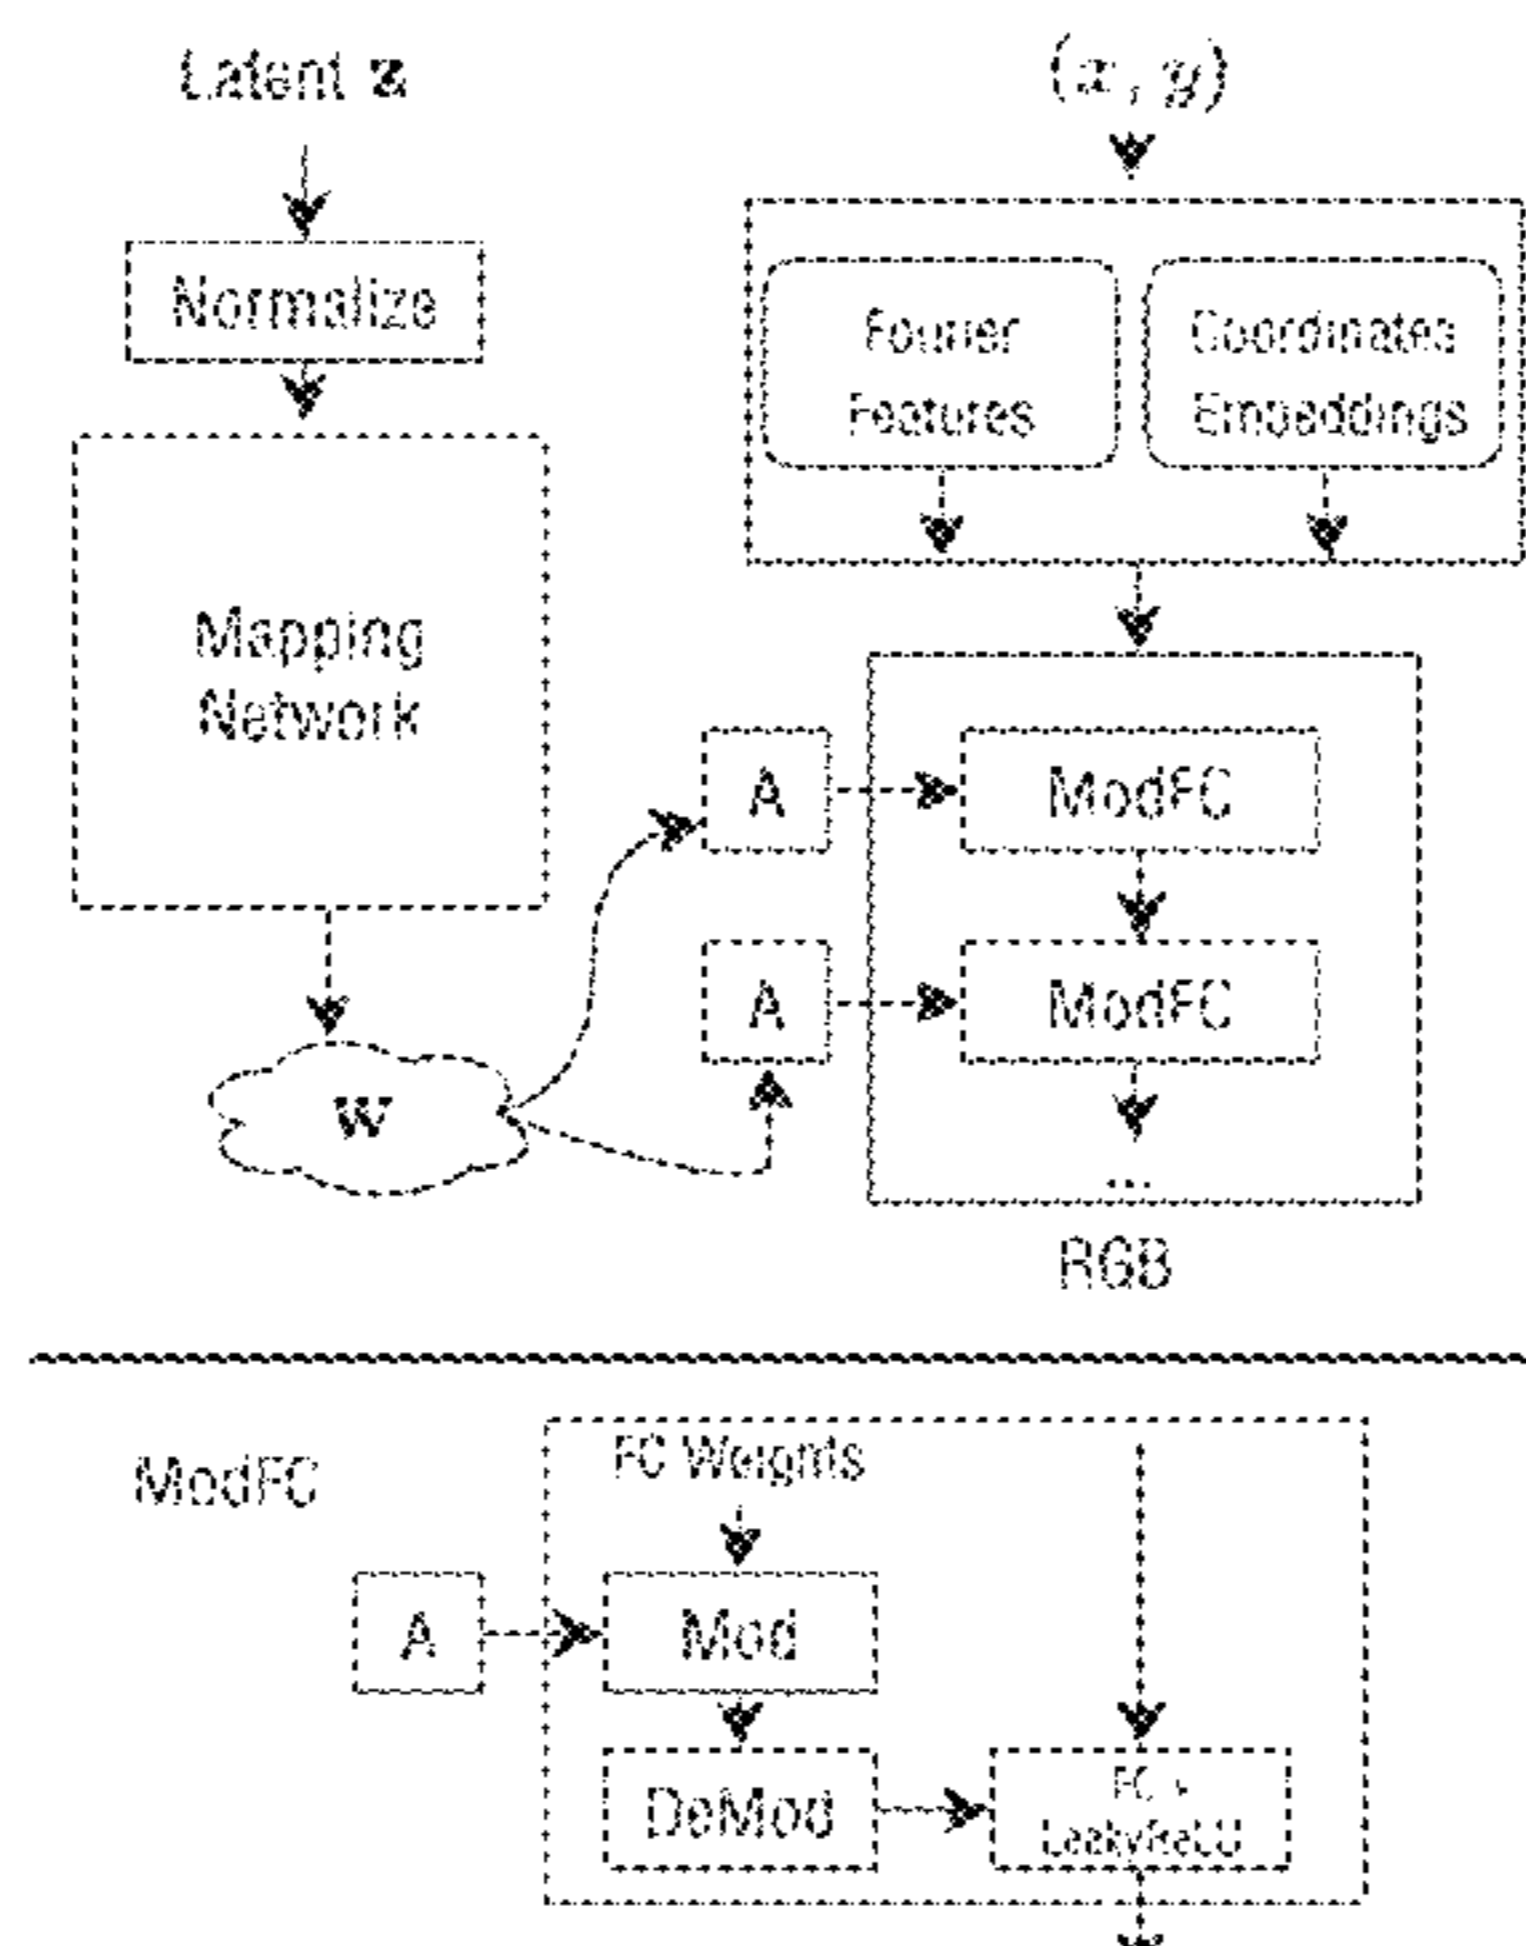 Latent z
(x, y)
Normalize
Fourier
Features
Coordinates
Embeddings
Mapping
Network
A
ModFC
A
ModFC
w
...
RGB
ModFC
FC Weights
A
Mod
DeMod
FC +
LeakyReLU